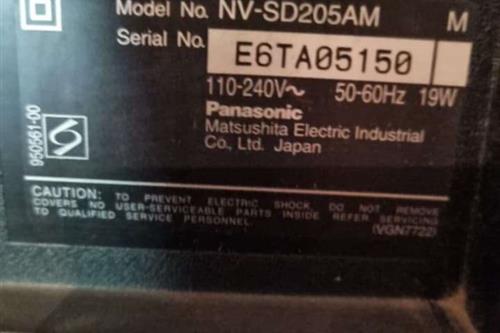 Model No. NV-SD205AM M
Serial No. E6TA05150
110-240V~ 50-60Hz 19W
Panasonic
Matsushita Electric Industrial
Co., Ltd. Japan
950561-00
CAUTION: TO PREVENT ELECTRIC SHOCK, DO NOT REMOVE
COVERS NO USER-SERVICEABLE PARTS INSIDE REFER SERVICING
TO QUALIFIED SERVICE PERSONNEL.
(VGN7722)